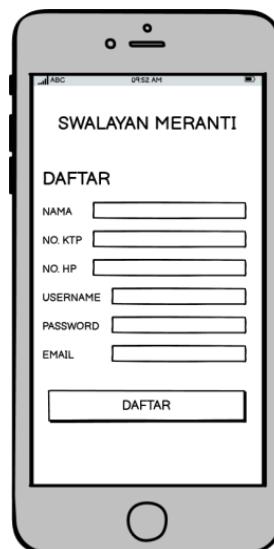 ABC 09:52 AM
SWALAYAN MERANTI
DAFTAR
NAMA
NO. KTP
NO. HP
USERNAME
PASSWORD
EMAIL
DAFTAR